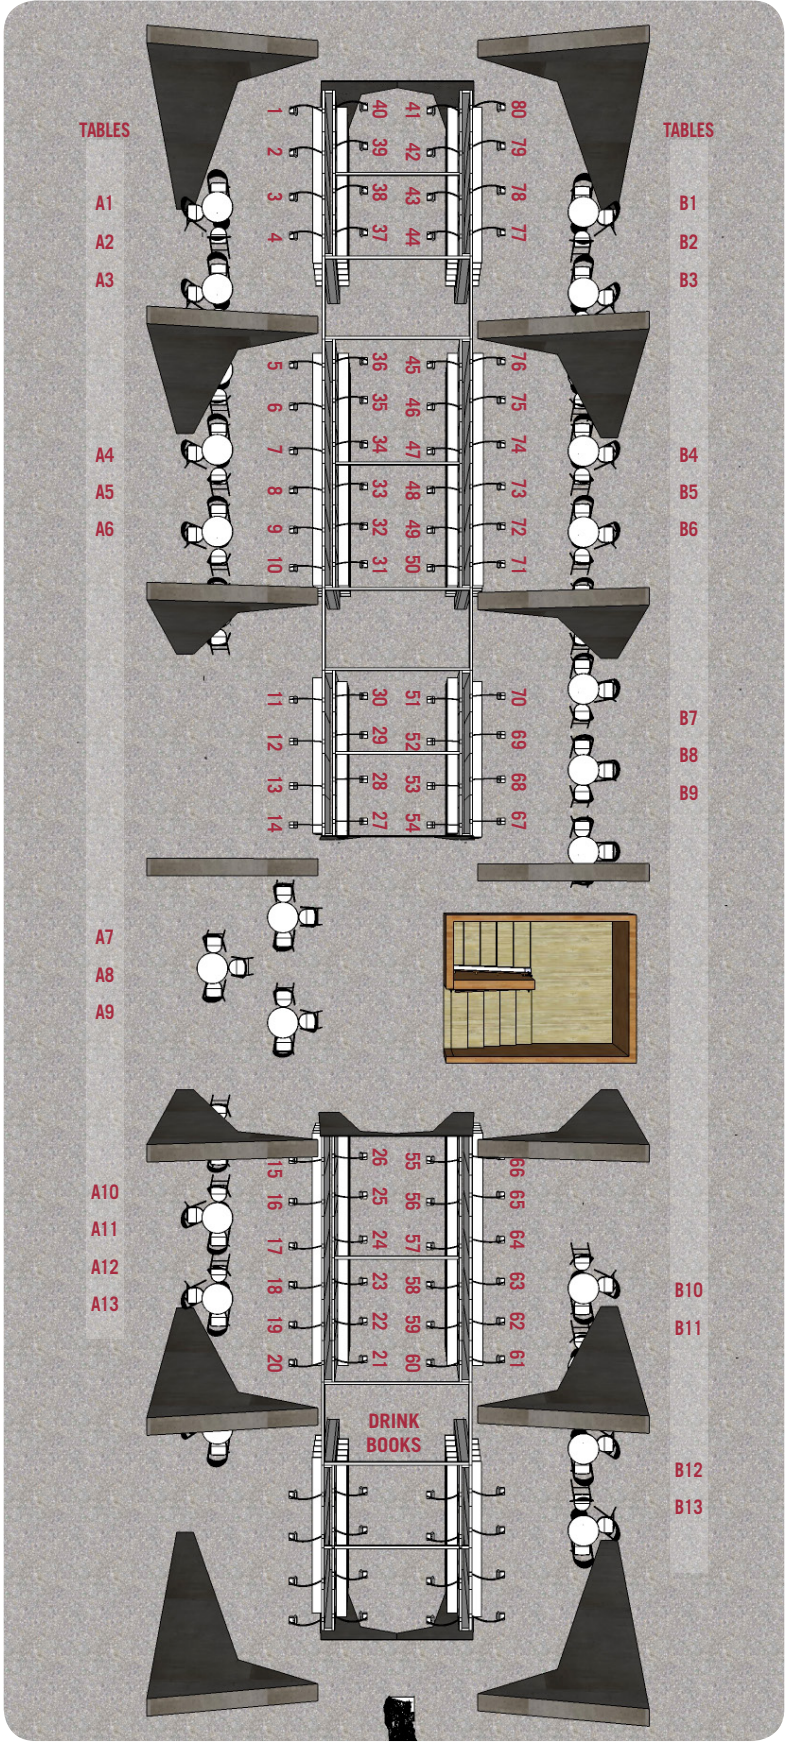 TABLES
TABLES
1 40 41 80
2 39 42 79
3 38 43 78
4 37 44 77
A1
A2
A3
B1
B2
B3
5 36 45 76
6 35 46 75
7 34 47 74
8 33 48 73
9 32 49 72
10 31 50 71
A4
A5
A6
B4
B5
B6
11 30 51 70
12 29 52 69
13 28 53 68
14 27 54 67
B7
B8
B9
A7
A8
A9
15 26 55 66
16 25 56 65
17 24 57 64
18 23 58 63
19 22 59 62
20 21 60 61
A10
A11
A12
A13
B10
B11
DRINK
BOOKS
B12
B13